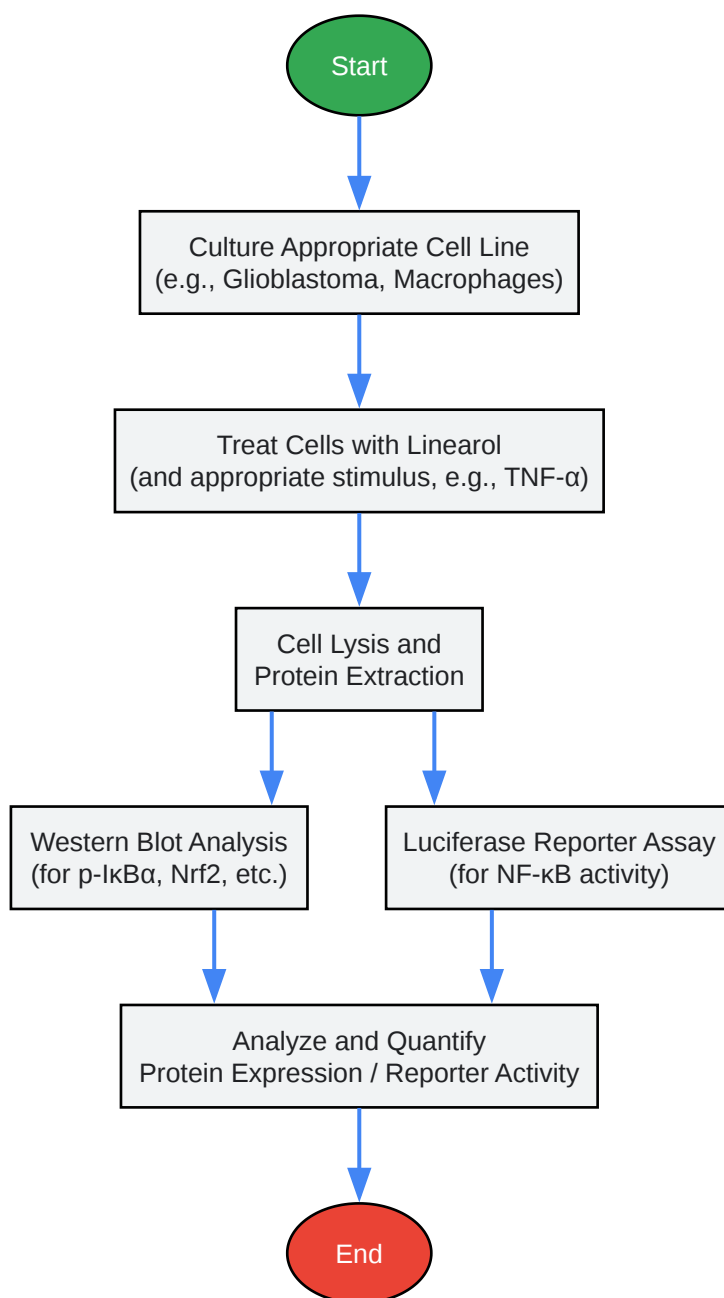 Start
Culture Appropriate Cell Line
(e.g., Glioblastoma, Macrophages)
Treat Cells with Linearol
(and appropriate stimulus, e.g., TNF-α)
Cell Lysis and
Protein Extraction
Western Blot Analysis
(for p-IκBα, Nrf2, etc.)
Luciferase Reporter Assay
(for NF-κB activity)
Analyze and Quantify
Protein Expression / Reporter Activity
End